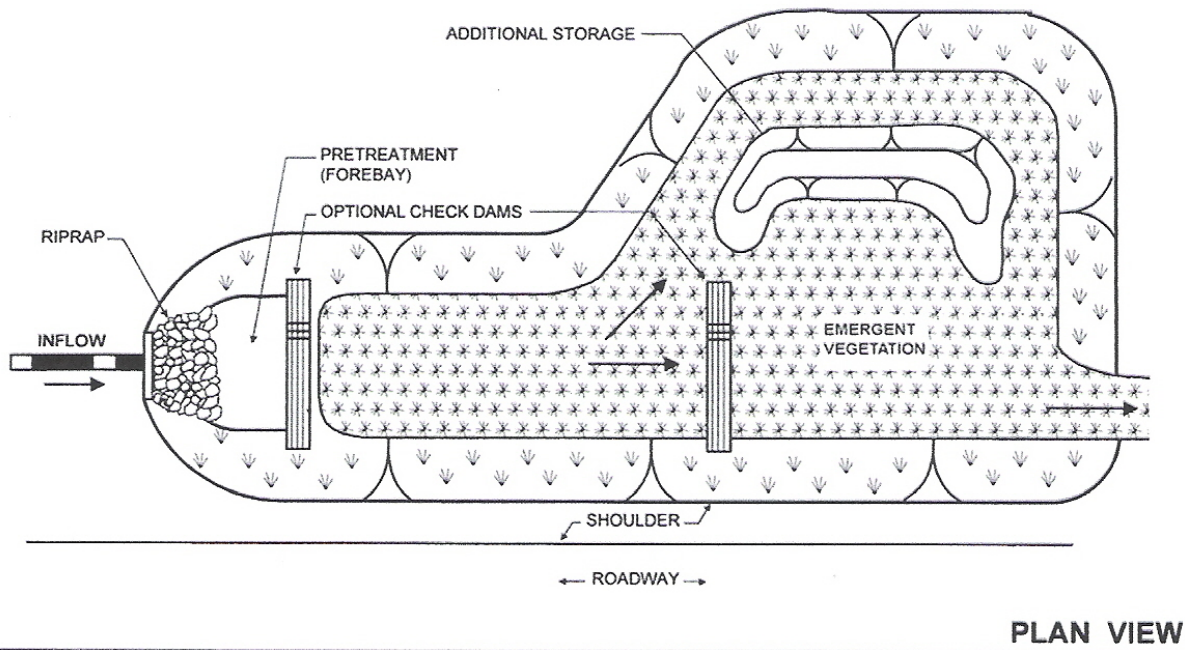 ADDITIONAL STORAGE
PRETREATMENT
(FOREBAY)
OPTIONAL CHECK DAMS
RIPRAP
INFLOW
EMERGENT
VEGETATION
SHOULDER
ROADWAY
PLAN VIEW